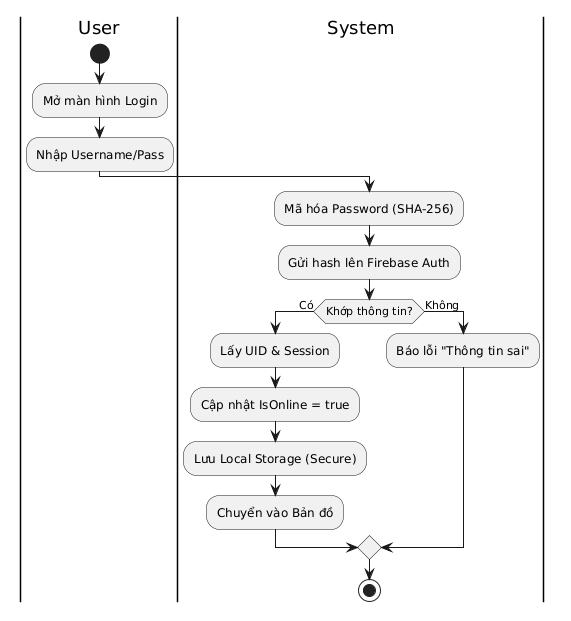 User
System
Mở màn hình Login
Nhập Username/Pass
Mã hóa Password (SHA-256)
Gửi hash lên Firebase Auth
Có
Khớp thông tin?
Không
Lấy UID & Session
Báo lỗi "Thông tin sai"
Cập nhật IsOnline = true
Lưu Local Storage (Secure)
Chuyển vào Bản đồ